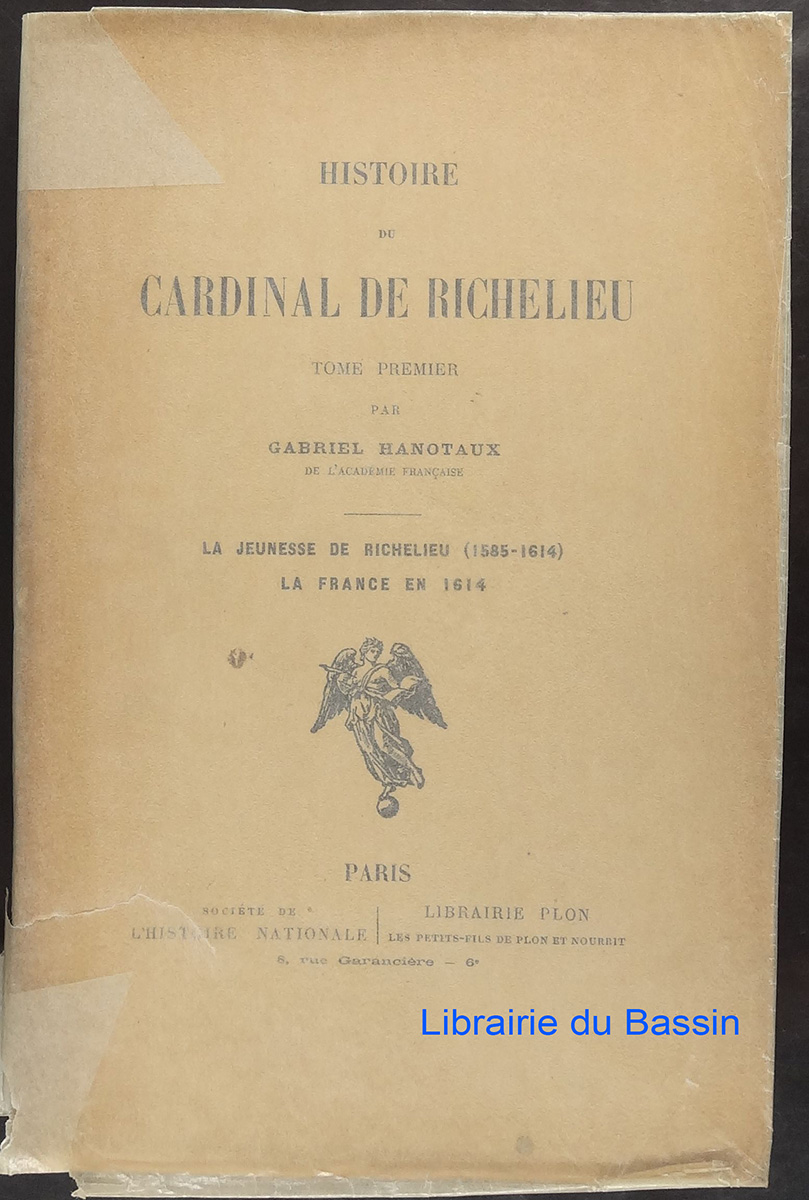 HISTOIRE
DU
CARDINAL DE RICHELIEU
TOME PREMIER
PAR
GABRIEL HANOTAUX
DE L'ACADÉMIE FRANÇAISE
LA JEUNESSE DE RICHELIEU (1585-1614)
LA FRANCE EN 1614
PARIS
SOCIÉTÉ DE
L'HISTOIRE NATIONALE
LIBRAIRIE PLON
LES PETITS-FILS DE PLON ET NOURRIT
8, rue Garancière - 6e
Librairie du Bassin